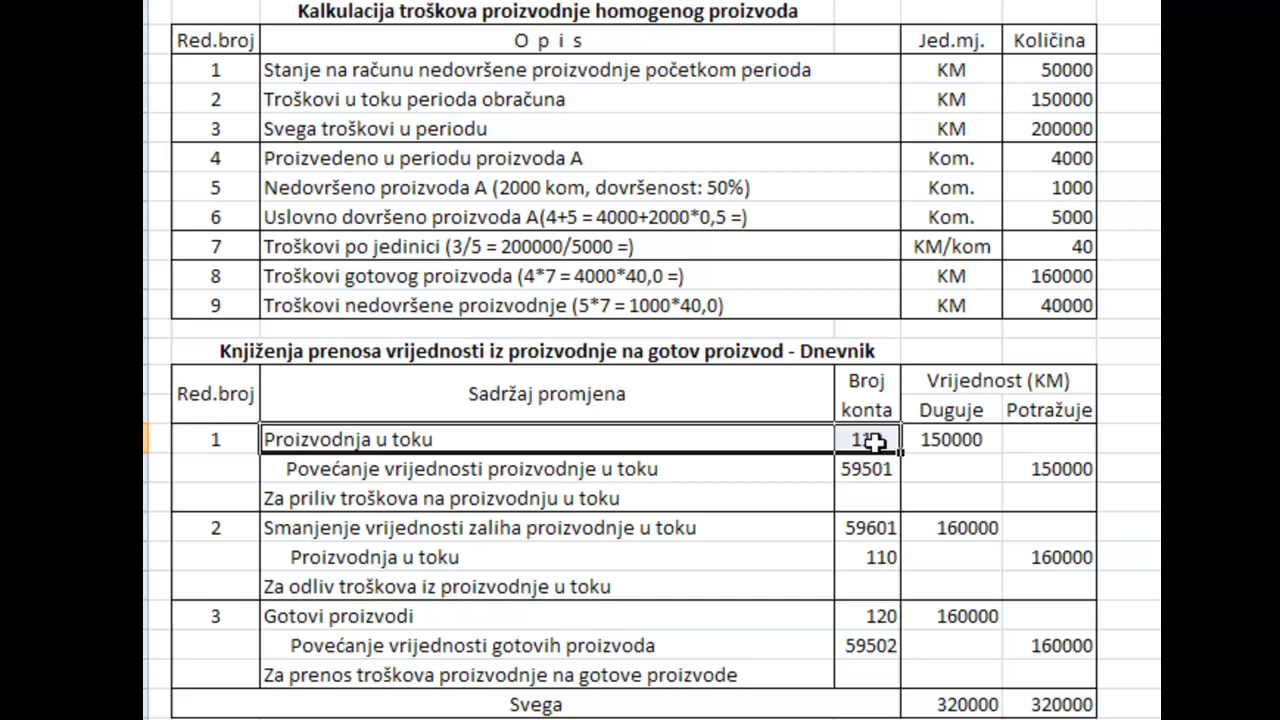 Kalkulacija troškova proizvodnje homogenog proizvoda
Red.broj O p i s Jed.mj. Količina
1 Stanje na računu nedovršene proizvodnje početkom perioda KM 50000
2 Troškovi u toku perioda obračuna KM 150000
3 Svega troškovi u periodu KM 200000
4 Proizvedeno u periodu proizvoda A Kom. 4000
5 Nedovršeno proizvoda A (2000 kom, dovršenost: 50%) Kom. 1000
6 Uslovno dovršeno proizvoda A(4+5 = 4000+2000*0,5 =) Kom. 5000
7 Troškovi po jedinici (3/5 = 200000/5000 =) KM/kom 40
8 Troškovi gotovog proizvoda (4*7 = 4000*40,0 =) KM 160000
9 Troškovi nedovršene proizvodnje (5*7 = 1000*40,0) KM 40000
Knjiženja prenosa vrijednosti iz proizvodnje na gotov proizvod - Dnevnik
Red.broj Sadržaj promjena Broj konta Vrijednost (KM)
Duguje Potražuje
1 Proizvodnja u toku 150000
Povećanje vrijednosti proizvodnje u toku 59501 150000
Za priliv troškova na proizvodnju u toku
2 Smanjenje vrijednosti zaliha proizvodnje u toku 59601 160000
Proizvodnja u toku 110 160000
Za odliv troškova iz proizvodnje u toku
3 Gotovi proizvodi 120 160000
Povećanje vrijednosti gotovih proizvoda 59502 160000
Za prenos troškova proizvodnje na gotove proizvode
Svega 320000 320000